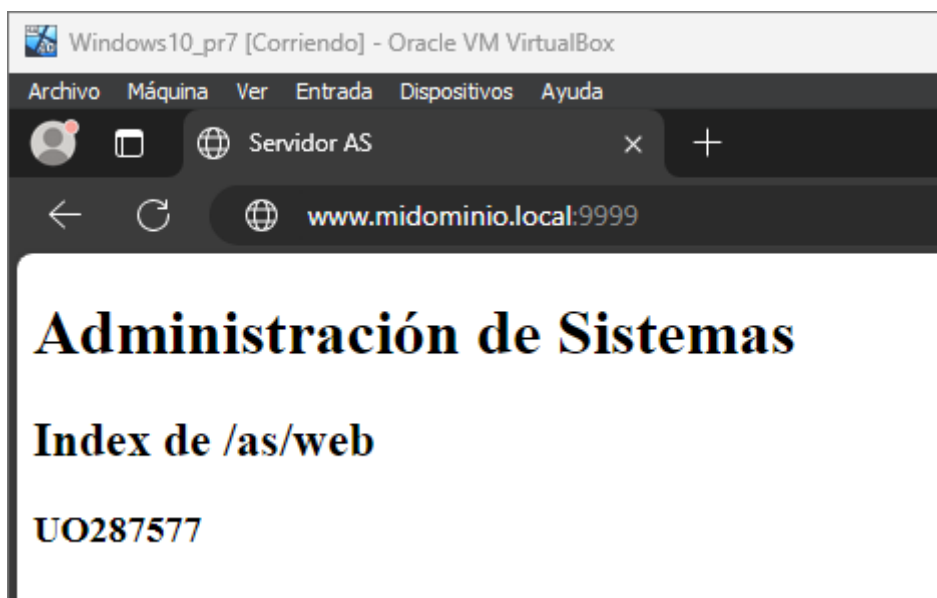 Windows10_pr7 [Corriendo] - Oracle VM VirtualBox
Archivo Máquina Ver Entrada Dispositivos Ayuda
Servidor AS
www.midominio.local:9999
Administración de Sistemas
Index de /as/web
UO287577